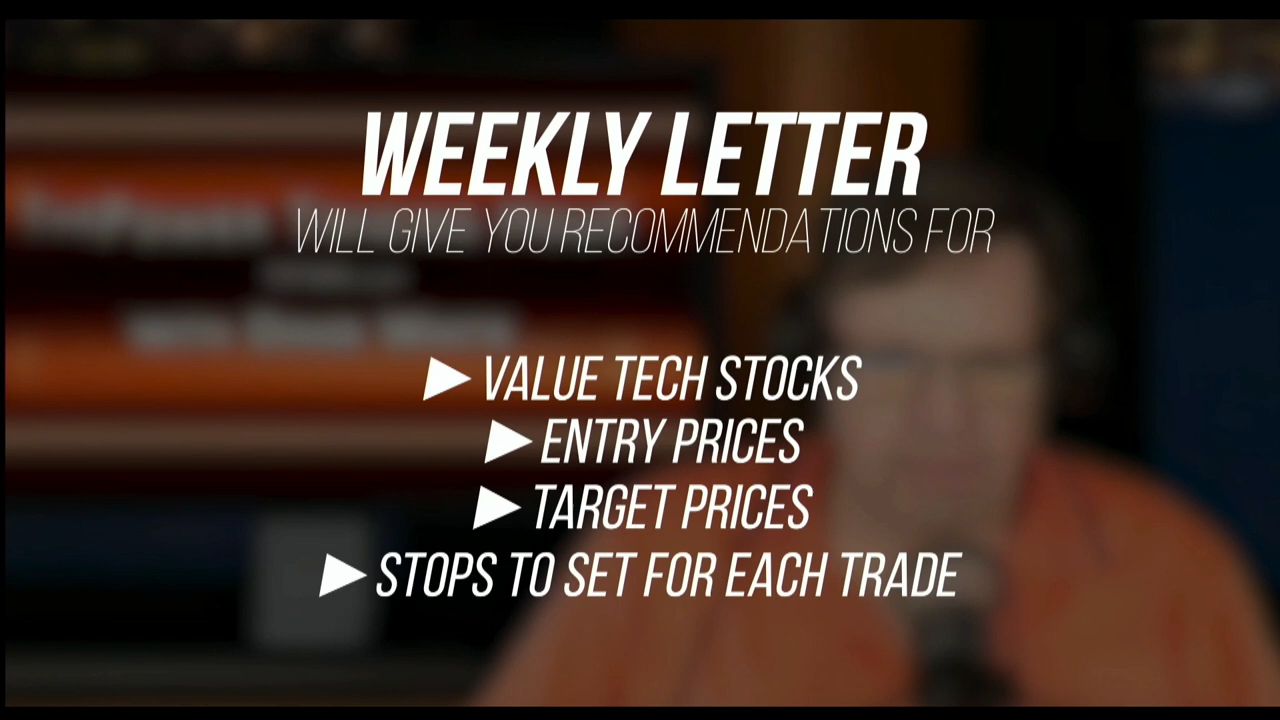 WEEKLY LETTER
WILL GIVE YOU RECOMMENDATIONS FOR
▶ VALUE TECH STOCKS
▶ ENTRY PRICES
▶ TARGET PRICES
▶ STOPS TO SET FOR EACH TRADE